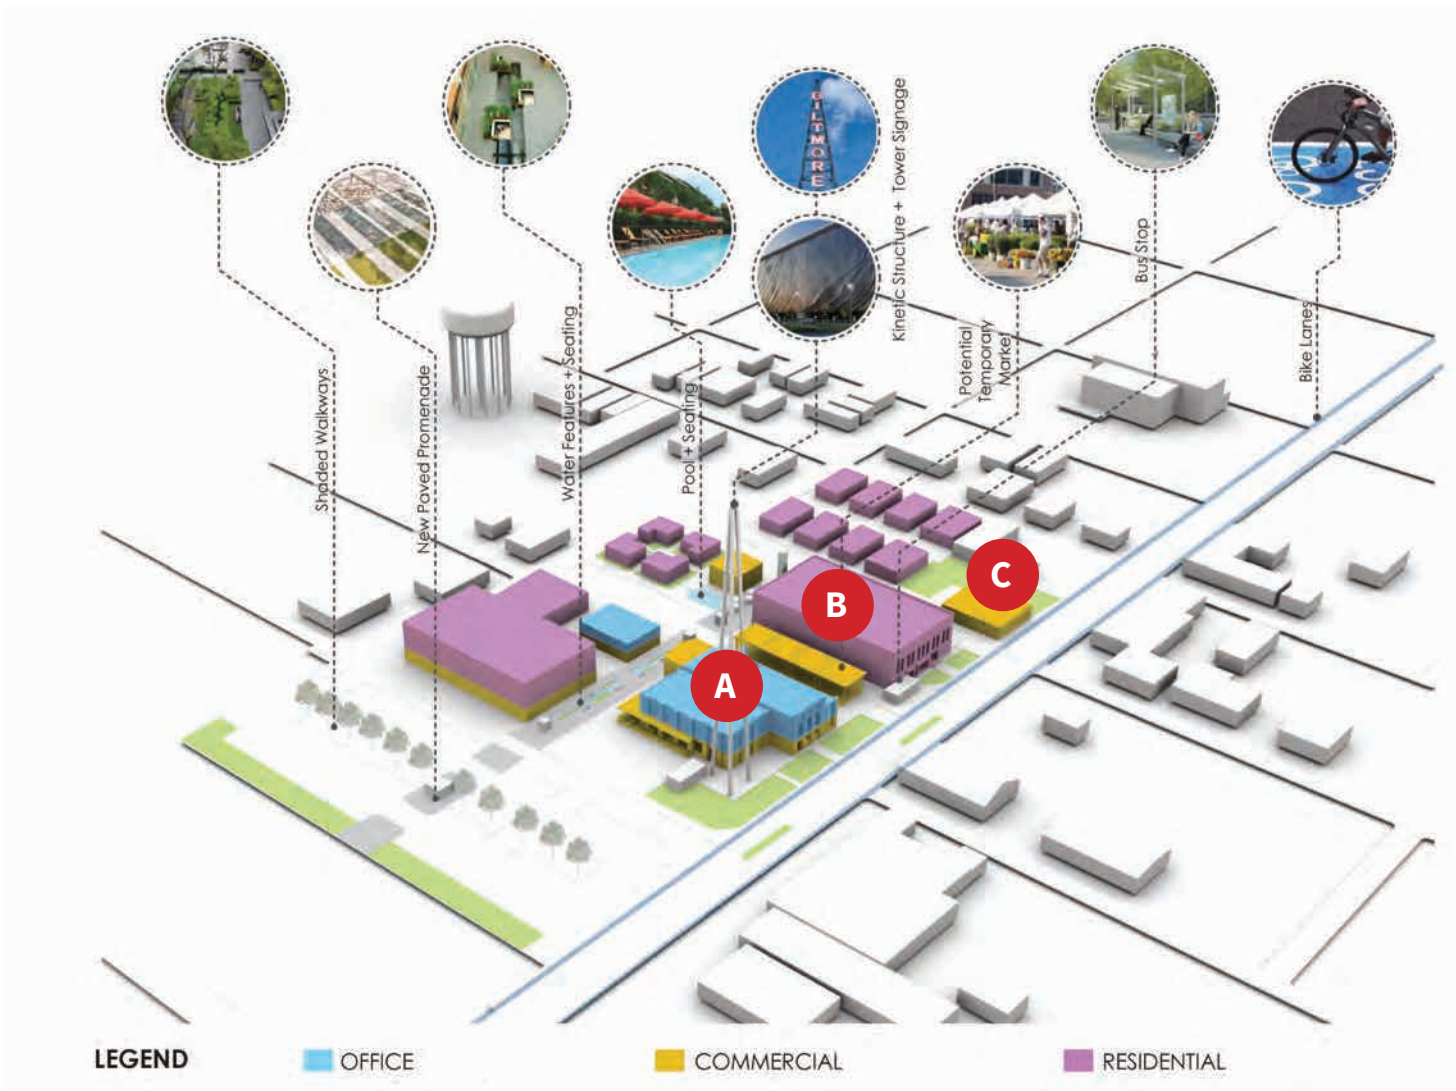 BILTMORE
Kinetic Structure + Tower Signage
Bus Stop
Bike Lanes
Potential
Temporary
Market
Water Features + Seating
Shaded Walkways
New Paved Promenade
Pool + Seating
A
B
C
LEGEND
OFFICE
COMMERCIAL
RESIDENTIAL